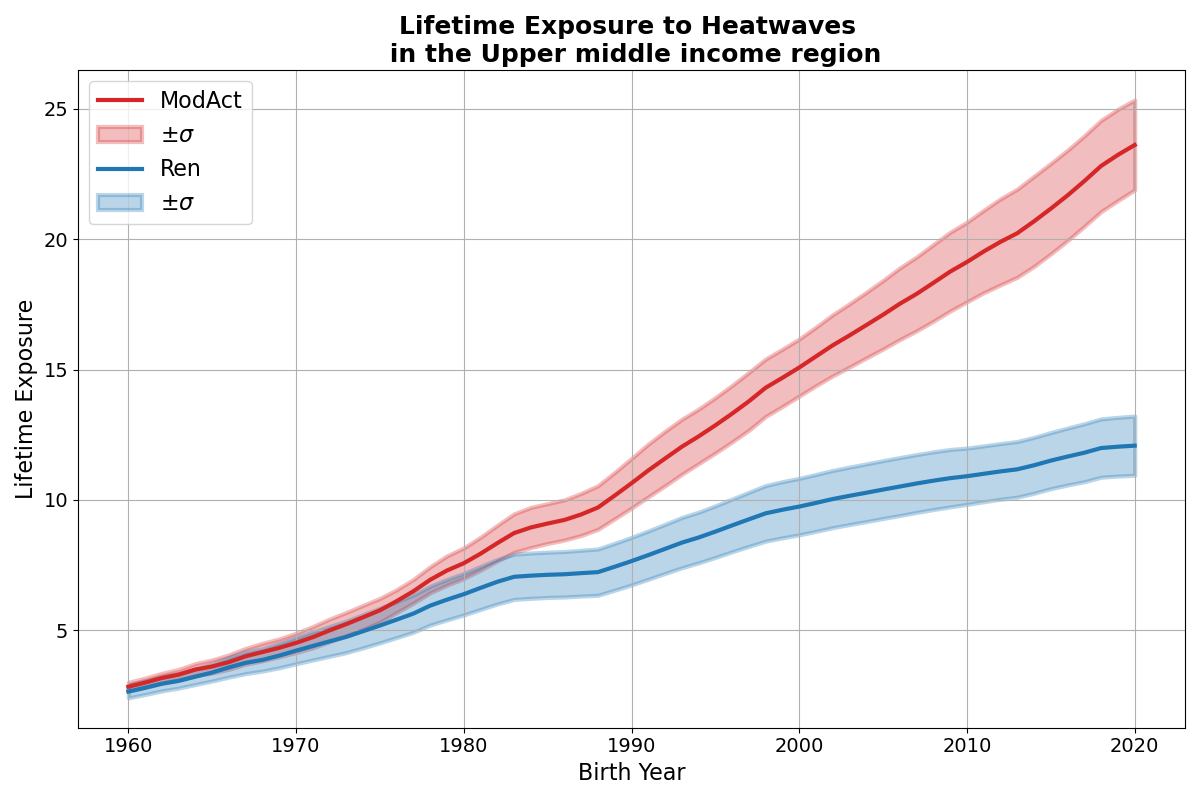 Lifetime Exposure to Heatwaves
in the Upper middle income region
ModAct
±σ
Ren
±σ
Lifetime Exposure
25
20
15
10
5
1960 1970 1980 1990 2000 2010 2020
Birth Year